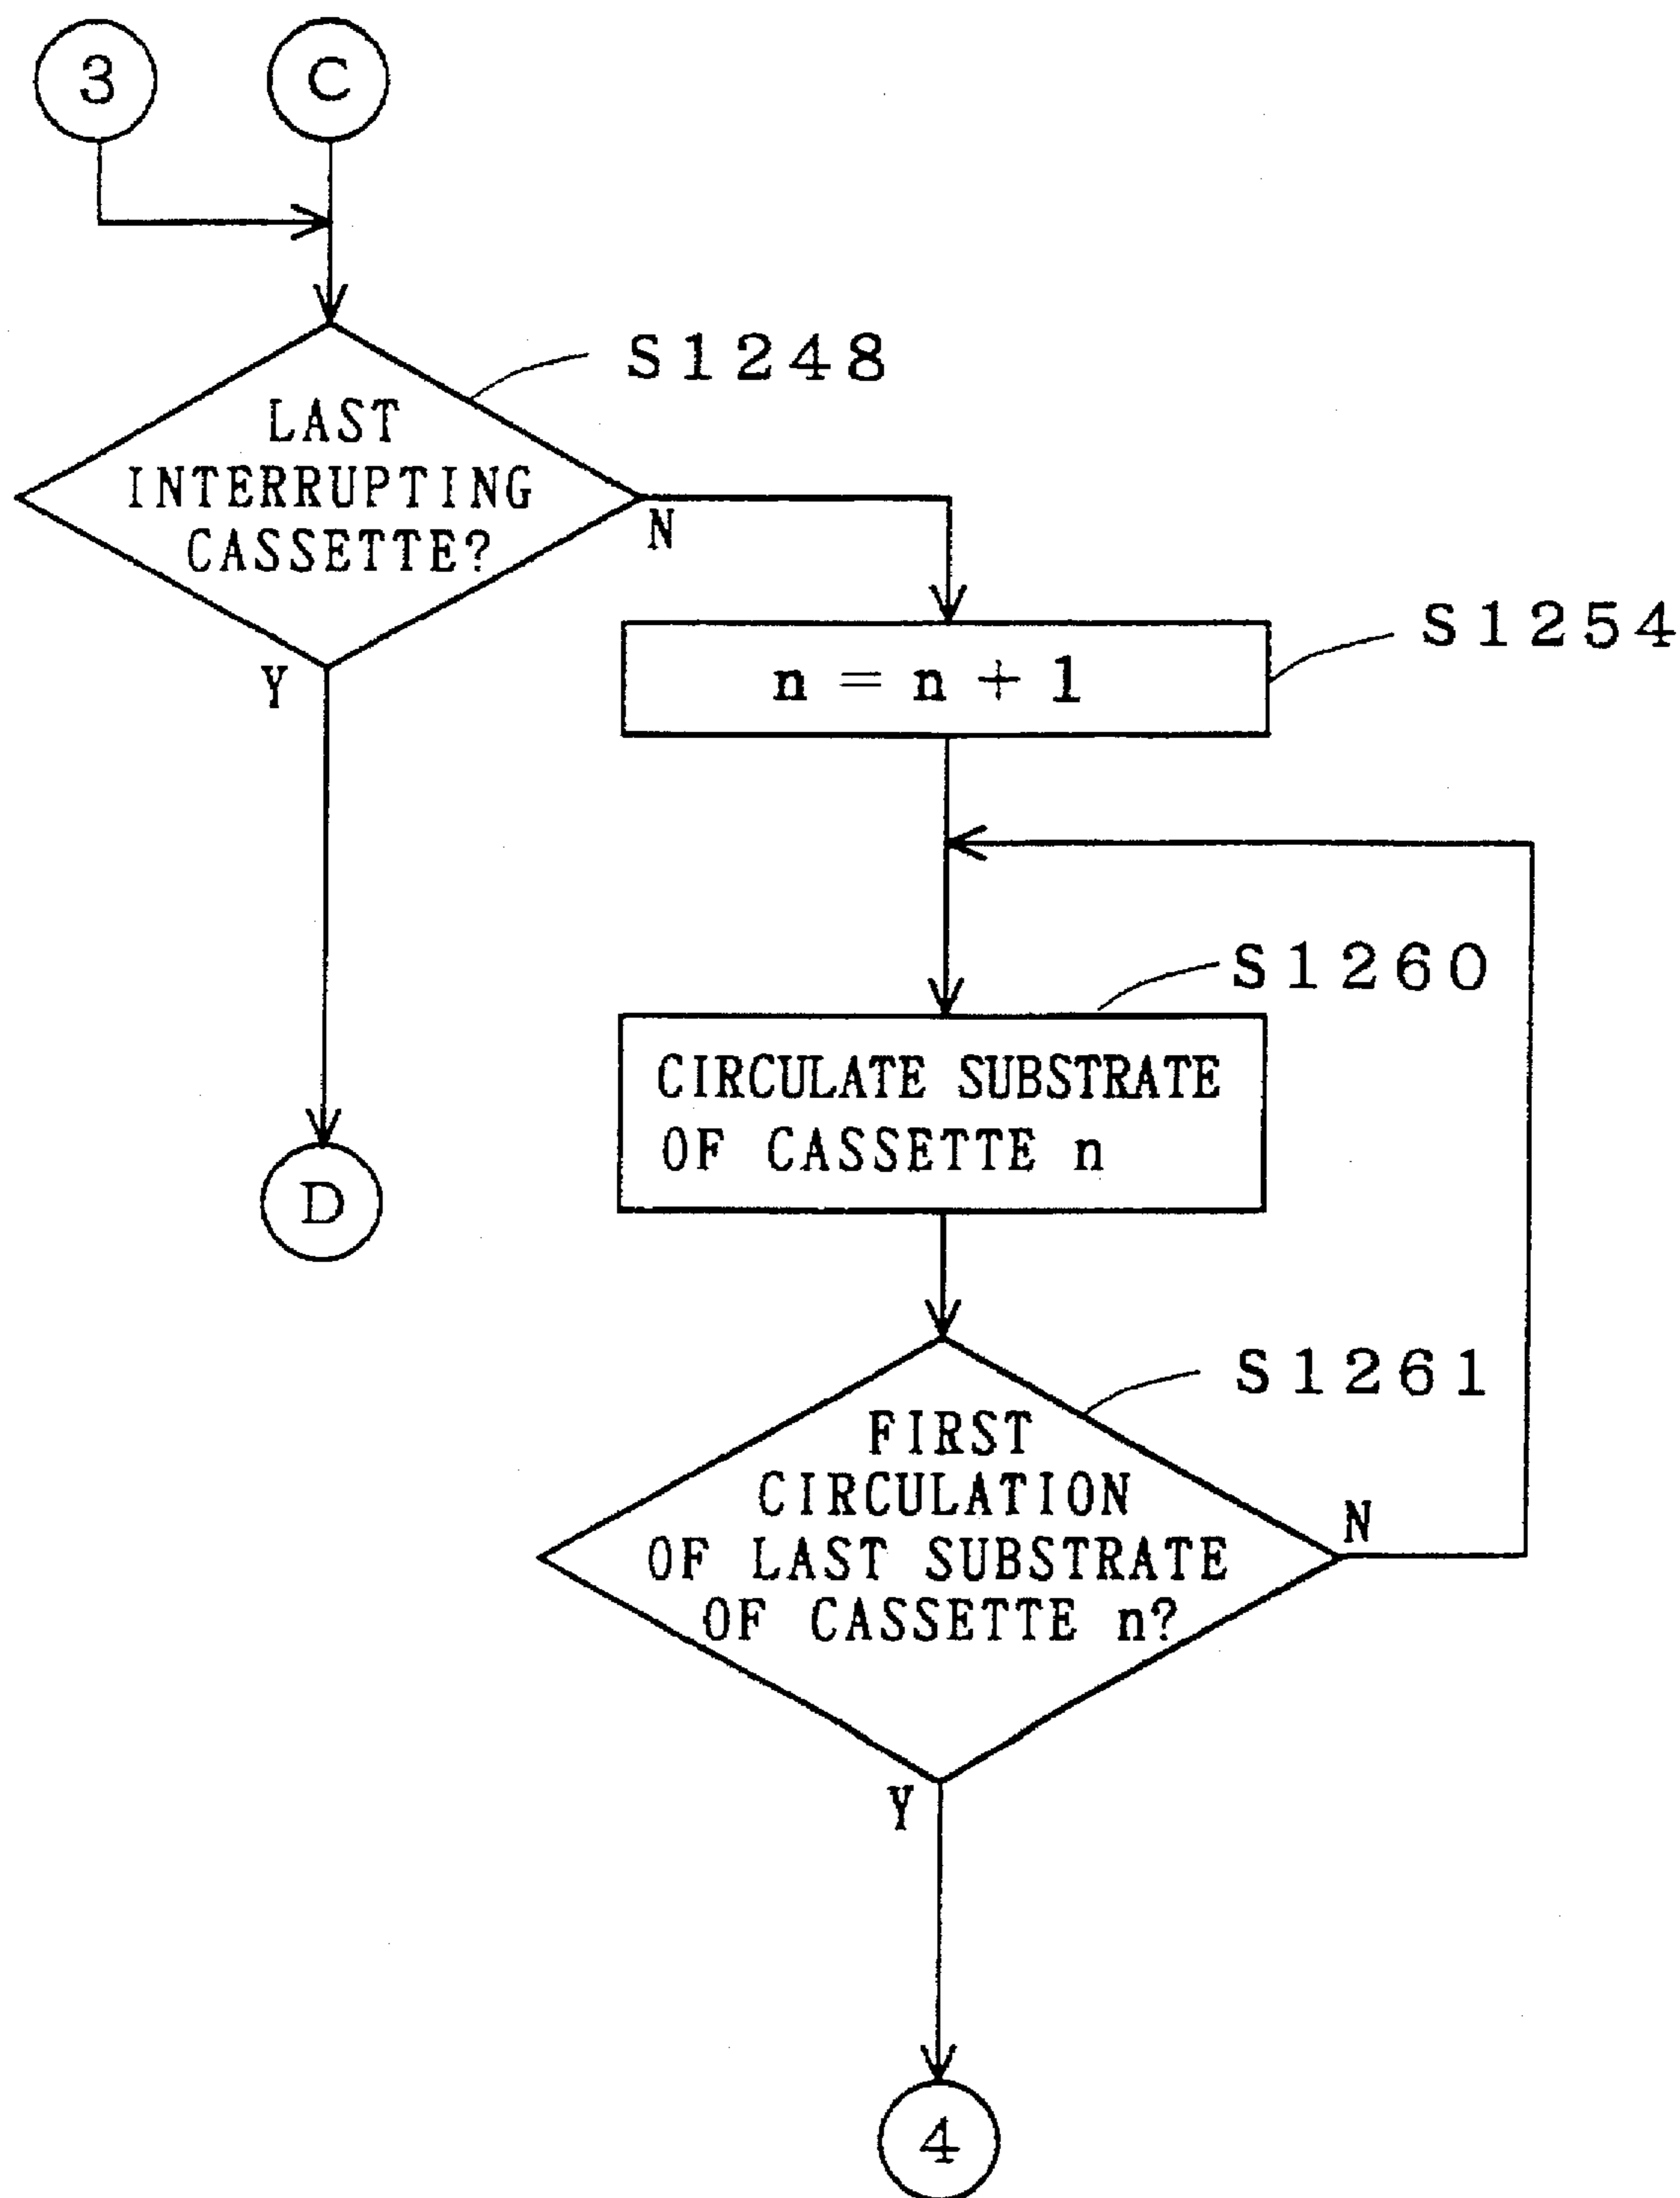 3
C
S1248
LAST
INTERRUPTING
CASSETTE?
N
Y
S1254
n = n + 1
S1260
CIRCULATE SUBSTRATE
OF CASSETTE n
D
S1261
FIRST
CIRCULATION
OF LAST SUBSTRATE
OF CASSETTE n?
N
Y
4